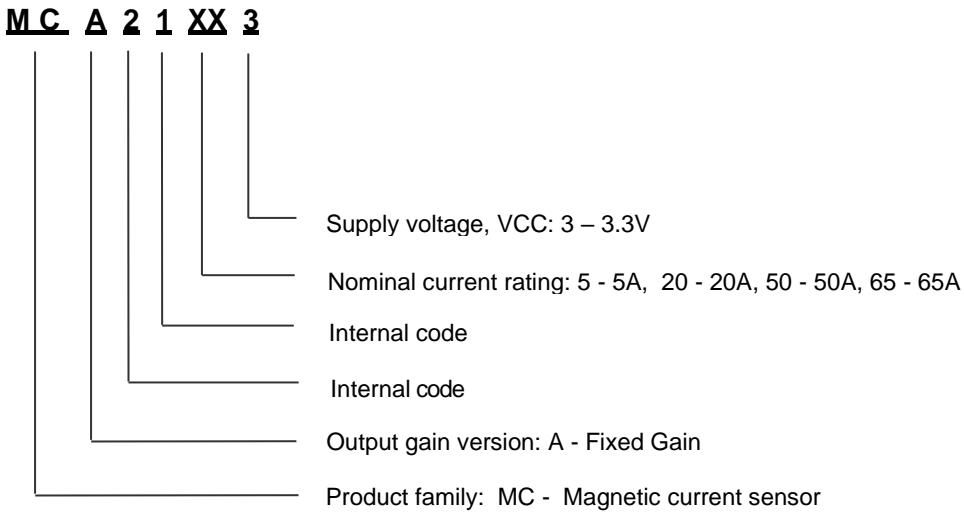 M C A 2 1 XX 3
Supply voltage, VCC: 3 – 3.3V
Nominal current rating: 5 - 5A, 20 - 20A, 50 - 50A, 65 - 65A
Internal code
Internal code
Output gain version: A - Fixed Gain
Product family: MC - Magnetic current sensor